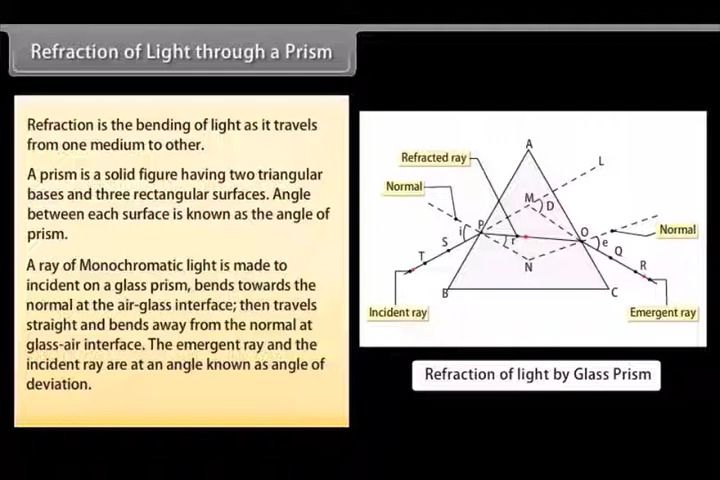 Refraction of Light through a Prism
Refraction is the bending of light as it travels
from one medium to other.
A prism is a solid figure having two triangular
bases and three rectangular surfaces. Angle
between each surface is known as the angle of
prism.
A ray of Monochromatic light is made to
incident on a glass prism, bends towards the
normal at the air-glass interface; then travels
straight and bends away from the normal at
glass-air interface. The emergent ray and the
incident ray are at an angle known as angle of
deviation.
A
Refracted ray
L
Normal
M
D
P
i
r
O
e
Normal
S
T
N
Q
R
B
C
Incident ray
Emergent ray
Refraction of light by Glass Prism